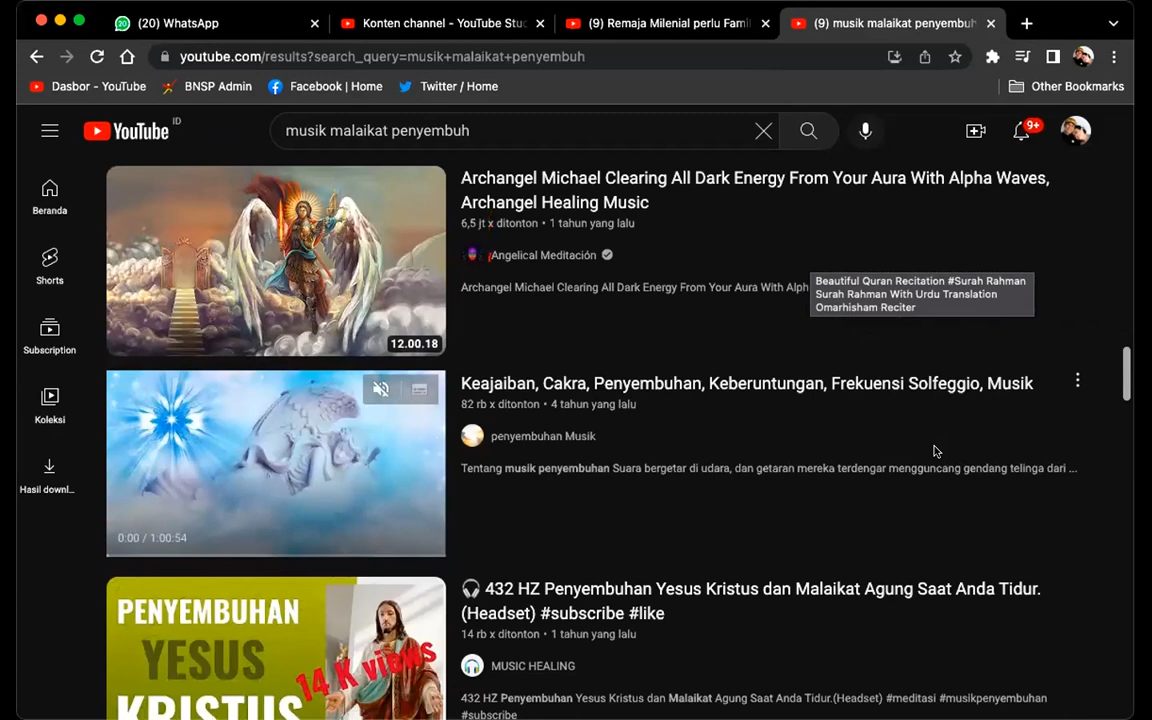 (20) WhatsApp
Konten channel - YouTube Stud
(9) Remaja Milenial perlu Fami
(9) musik malaikat penyembuh
youtube.com/results?search_query=musik+malaikat+penyembuh
Dasbor - YouTube
BNSP Admin
Facebook | Home
Twitter / Home
Other Bookmarks
YouTube ID
musik malaikat penyembuh
9+
Beranda
Shorts
Subscription
Koleksi
Hasil downl...
12.00.18
Archangel Michael Clearing All Dark Energy From Your Aura With Alpha Waves,
Archangel Healing Music
6,5 jt x ditonton • 1 tahun yang lalu
Angelical Meditación
Archangel Michael Clearing All Dark Energy From Your Aura With Alph
Beautiful Quran Recitation #Surah Rahman
Surah Rahman With Urdu Translation
Omarhisham Reciter
0:00 / 1:00:54
Keajaiban, Cakra, Penyembuhan, Keberuntungan, Frekuensi Solfeggio, Musik
82 rb x ditonton • 4 tahun yang lalu
penyembuhan Musik
Tentang musik penyembuhan Suara bergetar di udara, dan getaran mereka terdengar mengguncang gendang telinga dari ...
PENYEMBUHAN
YESUS
KRISTUS
14 K views
🎧 432 HZ Penyembuhan Yesus Kristus dan Malaikat Agung Saat Anda Tidur.
(Headset) #subscribe #like
14 rb x ditonton • 1 tahun yang lalu
MUSIC HEALING
432 HZ Penyembuhan Yesus Kristus dan Malaikat Agung Saat Anda Tidur.(Headset) #meditasi #musikpenyembuhan
#subscribe